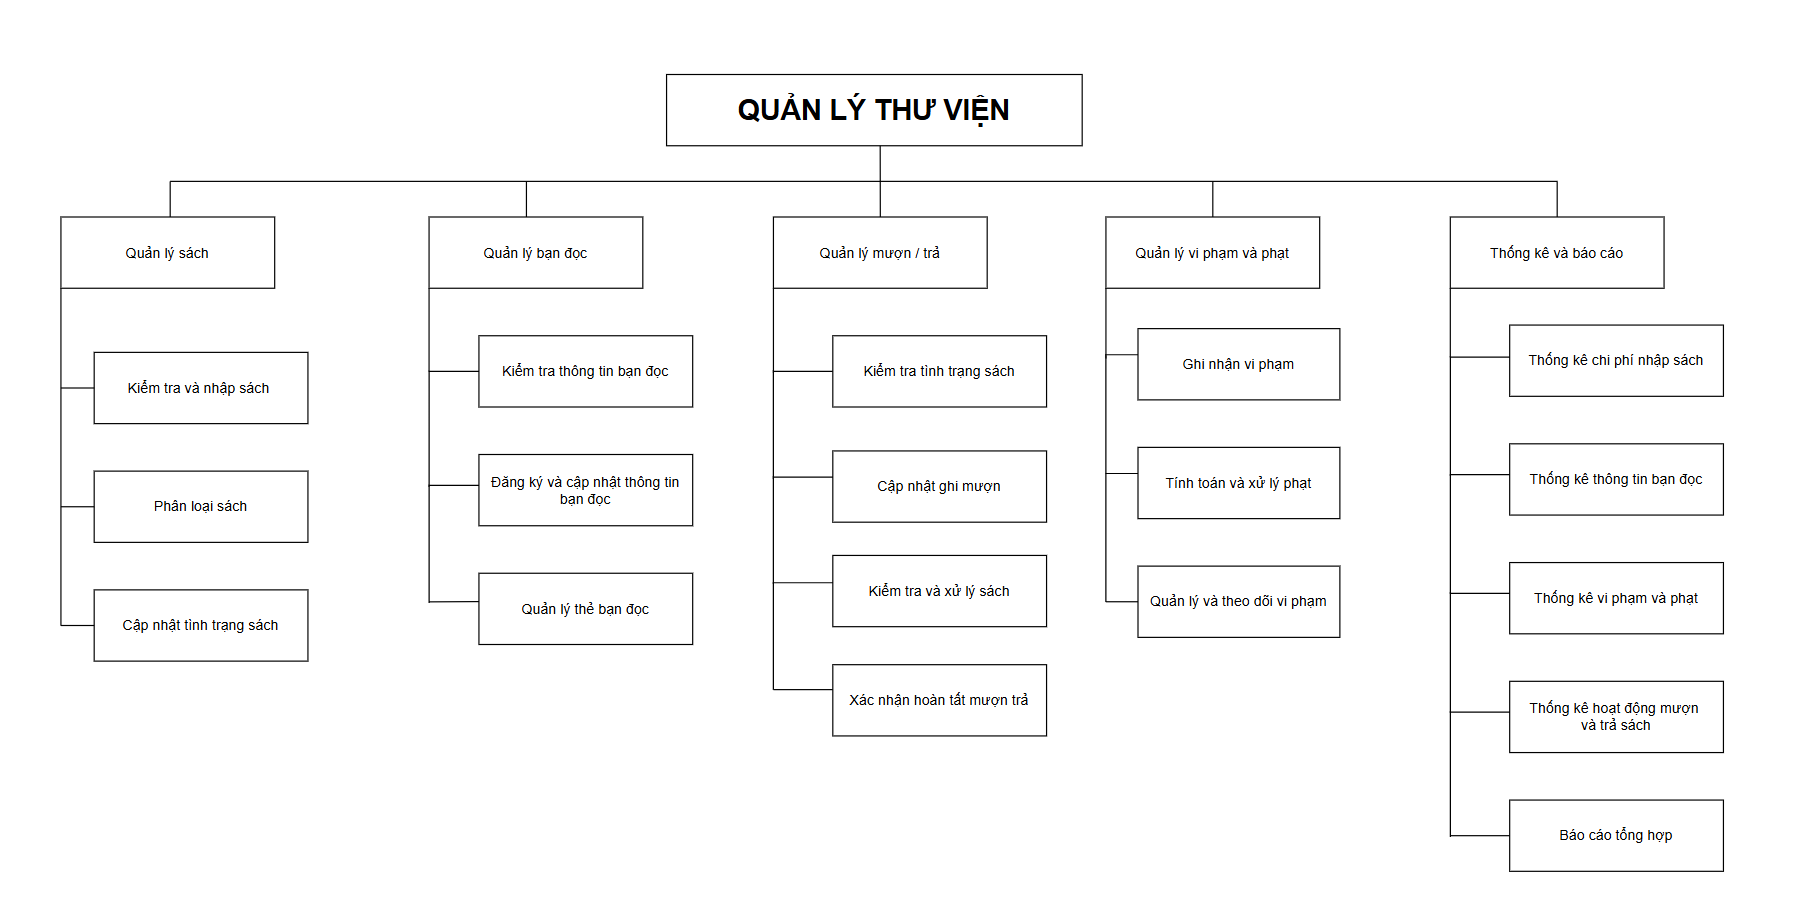 QUẢN LÝ THƯ VIỆN
Quản lý sách
Kiểm tra và nhập sách
Phân loại sách
Cập nhật tình trạng sách
Quản lý bạn đọc
Kiểm tra thông tin bạn đọc
Đăng ký và cập nhật thông tin
bạn đọc
Quản lý thẻ bạn đọc
Quản lý mượn / trả
Kiểm tra tình trạng sách
Cập nhật ghi mượn
Kiểm tra và xử lý sách
Xác nhận hoàn tất mượn trả
Quản lý vi phạm và phạt
Ghi nhận vi phạm
Tính toán và xử lý phạt
Quản lý và theo dõi vi phạm
Thống kê và báo cáo
Thống kê chi phí nhập sách
Thống kê thông tin bạn đọc
Thống kê vi phạm và phạt
Thống kê hoạt động mượn
và trả sách
Báo cáo tổng hợp